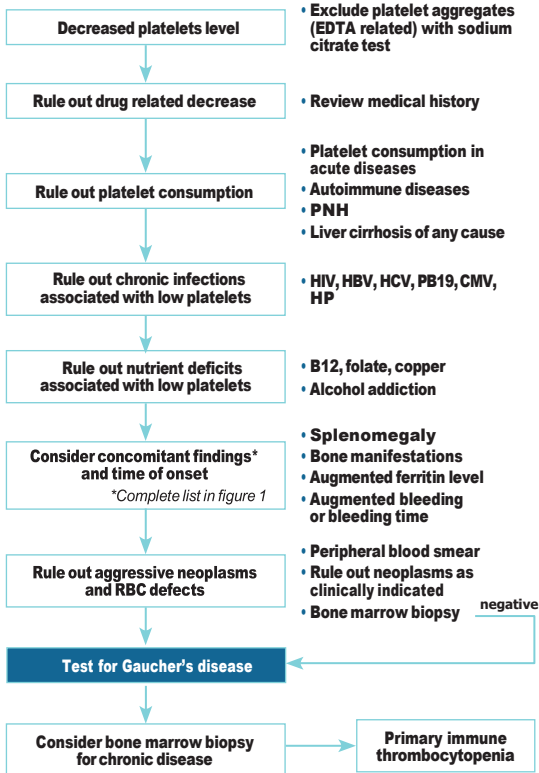 Decreased platelets level
• Exclude platelet aggregates
(EDTA related) with sodium
citrate test
Rule out drug related decrease
• Review medical history
Rule out platelet consumption
• Platelet consumption in
acute diseases
• Autoimmune diseases
• PNH
• Liver cirrhosis of any cause
Rule out chronic infections
associated with low platelets
• HIV, HBV, HCV, PB19, CMV,
HP
Rule out nutrient deficits
associated with low platelets
• B12, folate, copper
• Alcohol addiction
Consider concomitant findings*
and time of onset
*Complete list in figure 1
• Splenomegaly
• Bone manifestations
• Augmented ferritin level
• Augmented bleeding
or bleeding time
Rule out aggressive neoplasms
and RBC defects
• Peripheral blood smear
• Rule out neoplasms as
clinically indicated
• Bone marrow biopsy
negative
Test for Gaucher's disease
Consider bone marrow biopsy
for chronic disease
Primary immune
thrombocytopenia